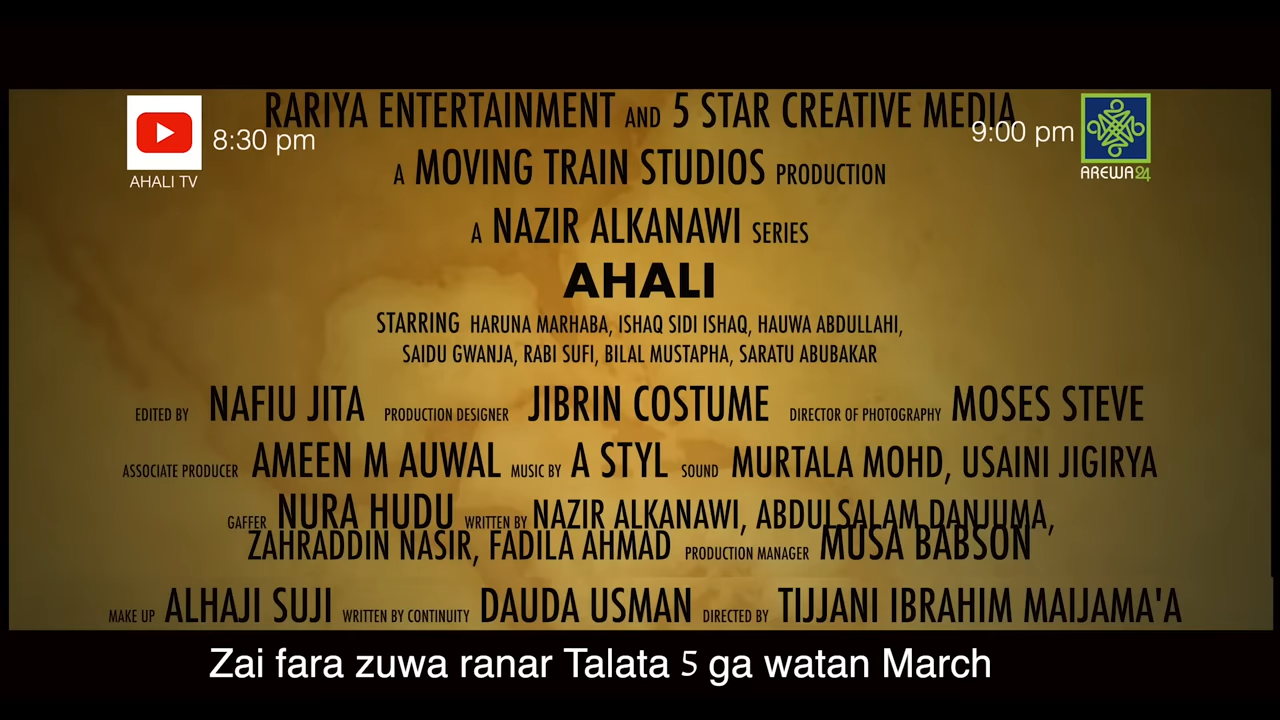 RARIYA ENTERTAINMENT AND 5 STAR CREATIVE MEDIA
8:30 pm
9:00 pm
AHALI TV
AREWA24
A MOVING TRAIN STUDIOS PRODUCTION
A NAZIR ALKANAWI SERIES
AHALI
STARRING HARUNA MARHABA, ISHAQ SIDI ISHAQ, HAUWA ABDULLAHI,
SAIDU GWANJA, RABI SUFI, BILAL MUSTAPHA, SARATU ABUBAKAR
EDITED BY NAFIU JITA PRODUCTION DESIGNER JIBRIN COSTUME DIRECTOR OF PHOTOGRAPHY MOSES STEVE
ASSOCIATE PRODUCER AMEEN M AUWAL MUSIC BY A STYL SOUND MURTALA MOHD, USAINI JIGIRYA
GAFFER NURA HUDU WRITTEN BY NAZIR ALKANAWI, ABDULSALAM DANJUMA,
ZAHRADDIN NASIR, FADILA AHMAD PRODUCTION MANAGER MUSA BABSON
MAKE UP ALHAJI SUJI WRITTEN BY CONTINUITY DAUDA USMAN DIRECTED BY TIJJANI IBRAHIM MAIJAMA'A
Zai fara zuwa ranar Talata 5 ga watan March